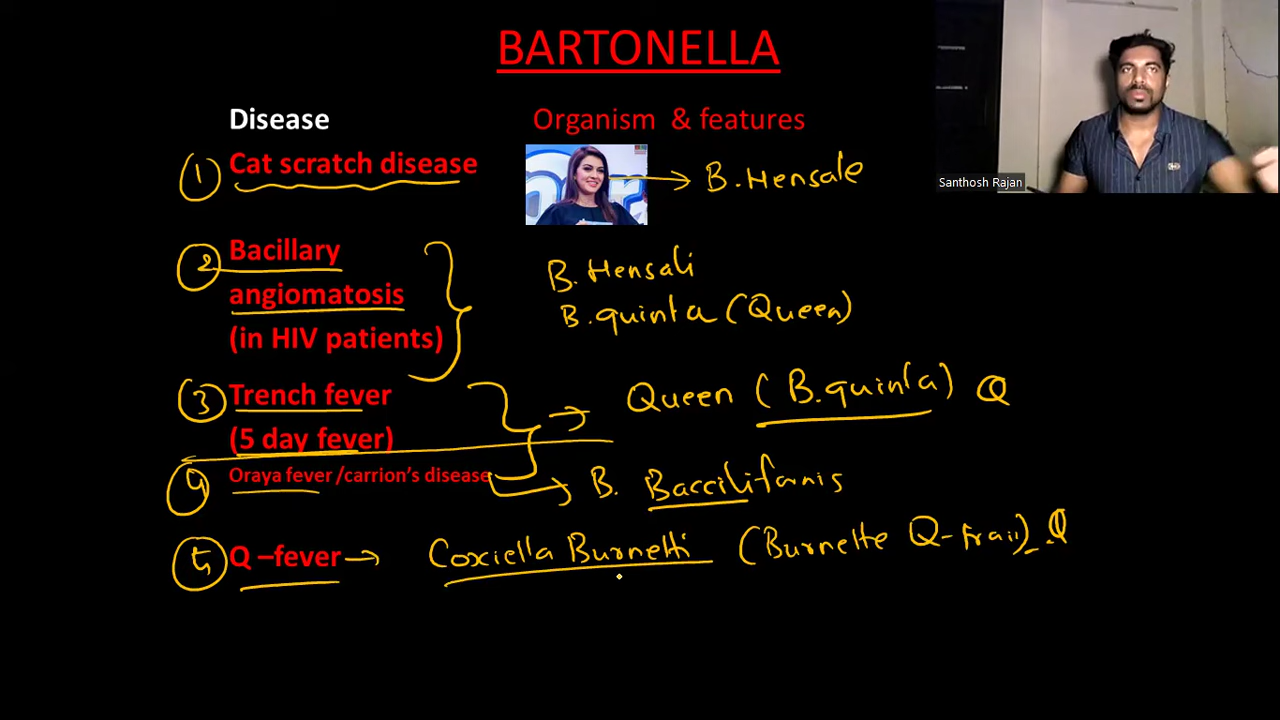 BARTONELLA
Disease
Organism & features
Santhosh Rajan
1 Cat scratch disease
B. Hensale
2 Bacillary
angiomatosis
(in HIV patients)
B. Hensali
B. quinta (Queen)
3 Trench fever
(5 day fever)
Queen (B. quinta) Q
4 Oraya fever /carrion's disease
B. Baccilifamis
5 Q –fever
Coxiella Burnetti (Burnette Q-fraii) Q